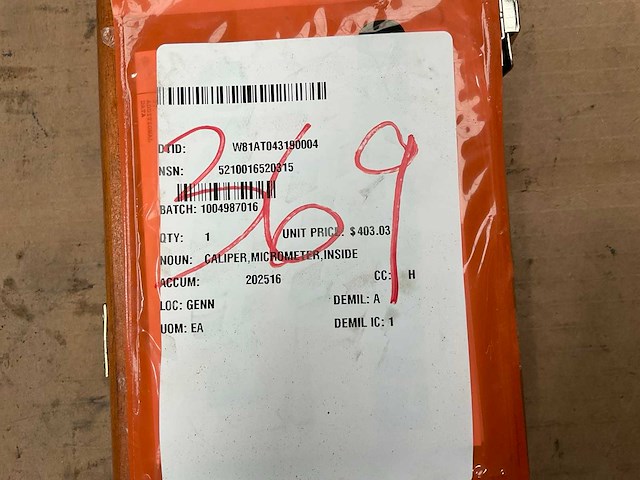 DTID: W81AT043190004
NSN: 5210016520315
BATCH: 1004987016
QTY: 1 UNIT PRICE: $403.03
NOUN: CALIPER,MICROMETER,INSIDE
ACCUM: 202516 CC: H
LOC: GENN DEMIL: A
UOM: EA DEMIL IC: 1
269